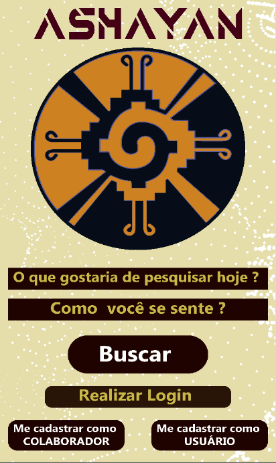 ASHAYAN
O que gostaria de pesquisar hoje ?
Como você se sente ?
Buscar
Realizar Login
Me cadastrar como
COLABORADOR
Me cadastrar como
USUÁRIO